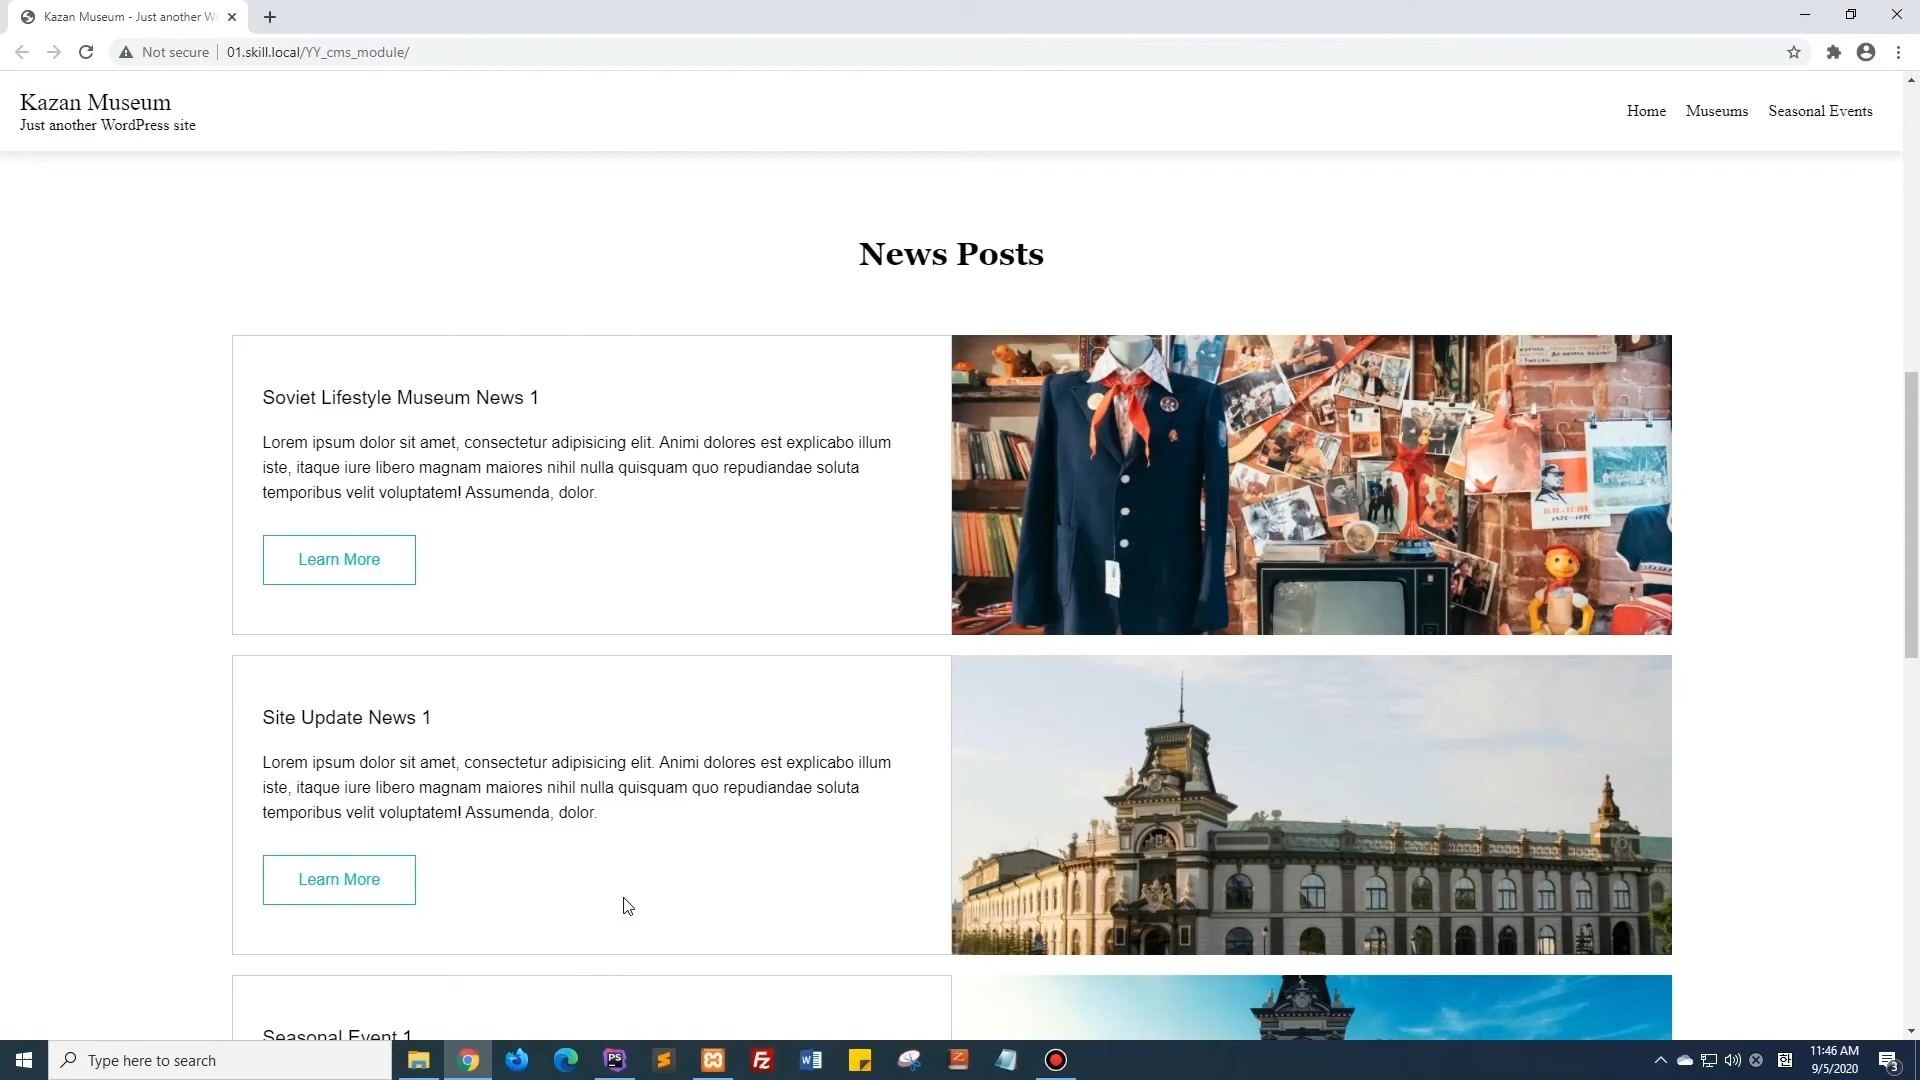 Kazan Museum - Just another W
Not secure
01.skill.local/YY_cms_module/
Kazan Museum
Just another WordPress site
Home
Museums
Seasonal Events
News Posts
Soviet Lifestyle Museum News 1
Lorem ipsum dolor sit amet, consectetur adipisicing elit. Animi dolores est explicabo illum
iste, itaque iure libero magnam maiores nihil nulla quisquam quo repudiandae soluta
temporibus velit voluptatem! Assumenda, dolor.
Learn More
Site Update News 1
Lorem ipsum dolor sit amet, consectetur adipisicing elit. Animi dolores est explicabo illum
iste, itaque iure libero magnam maiores nihil nulla quisquam quo repudiandae soluta
temporibus velit voluptatem! Assumenda, dolor.
Learn More
Seasonal Event 1
Type here to search
PS
Fz
한
11:46 AM
9/5/2020
3